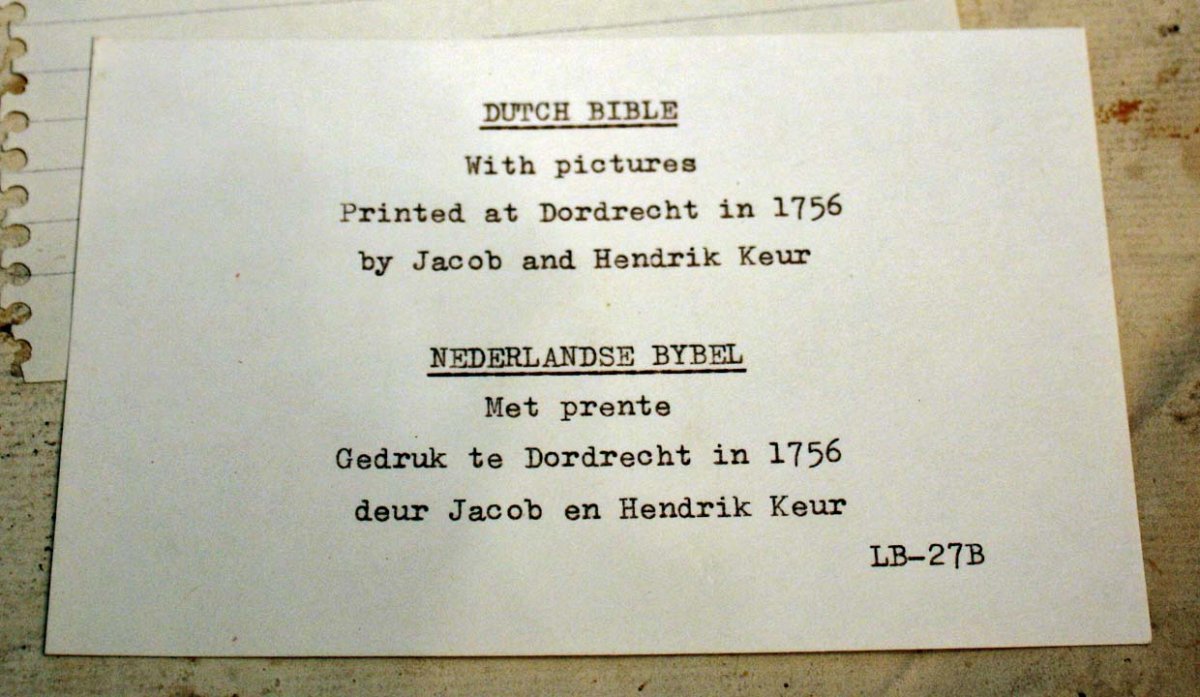 DUTCH BIBLE
With pictures
Printed at Dordrecht in 1756
by Jacob and Hendrik Keur
NEDERLANDSE BYBEL
Met prente
Gedruk te Dordrecht in 1756
deur Jacob en Hendrik Keur
LB-27B